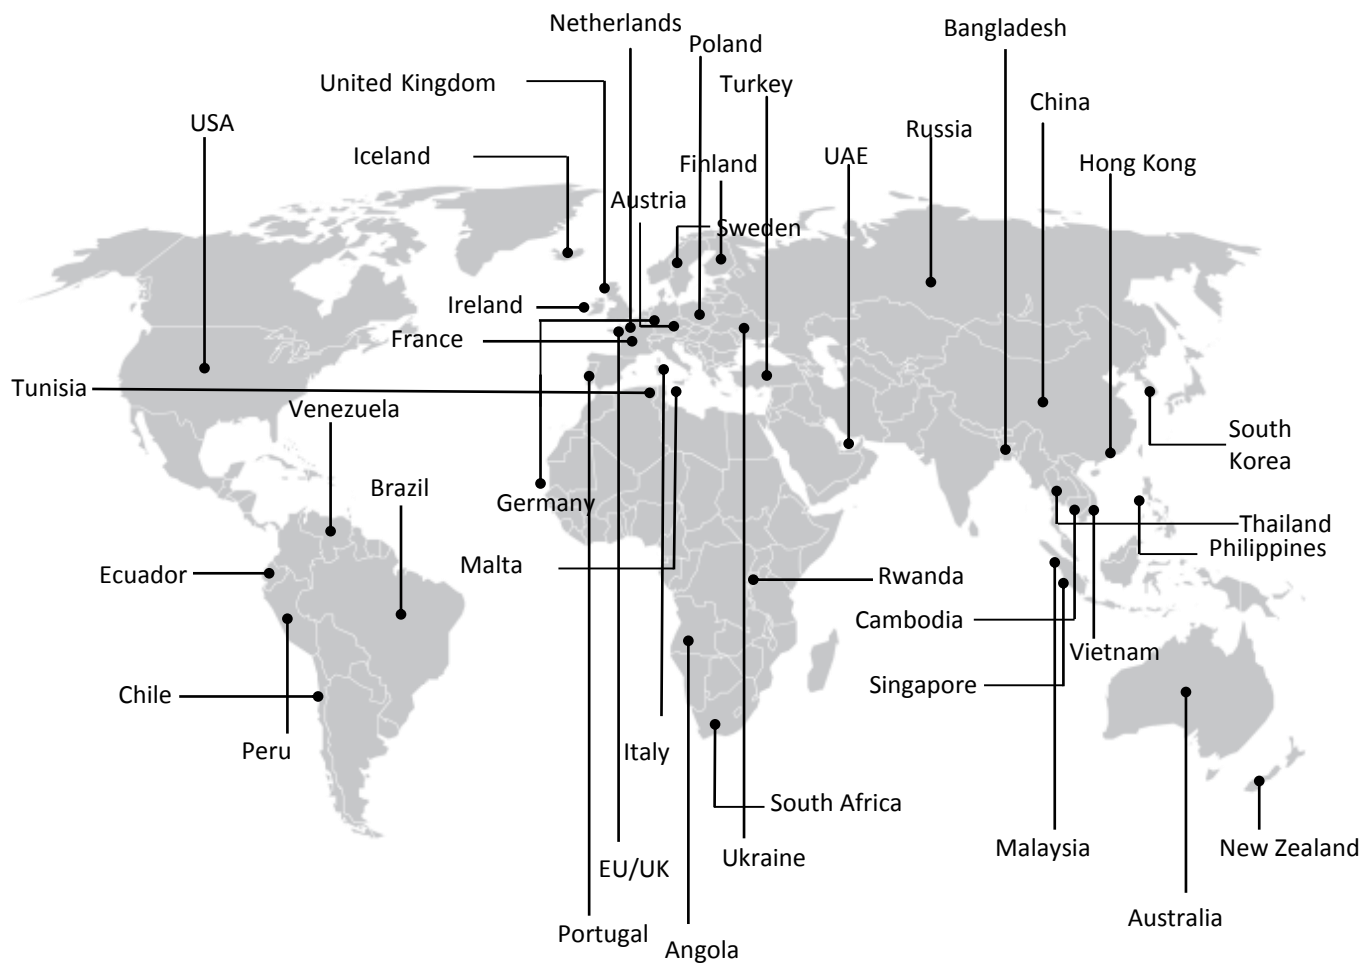 Netherlands
Bangladesh
Poland
United Kingdom
Turkey
China
USA
Russia
Iceland
Finland
UAE
Hong Kong
Austria
Sweden
Ireland
France
Tunisia
Venezuela
South
Korea
Brazil
Germany
Thailand
Philippines
Malta
Ecuador
Rwanda
Cambodia
Vietnam
Singapore
Chile
Peru
Italy
South Africa
Malaysia
New Zealand
Ukraine
EU/UK
Australia
Portugal
Angola